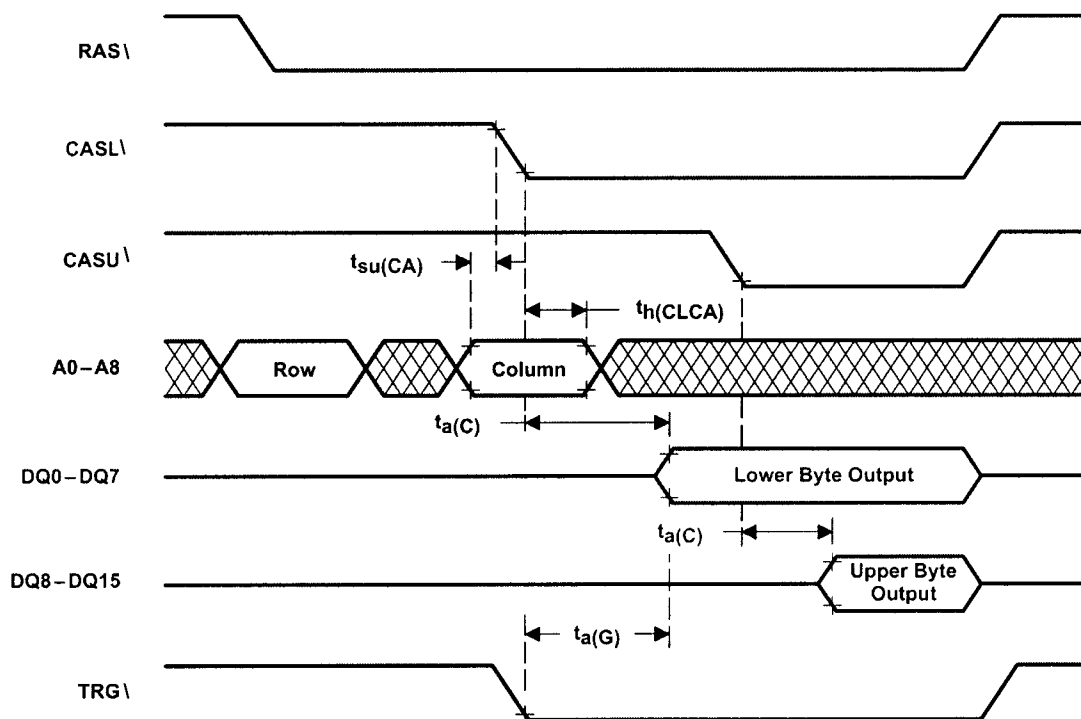 RAS\
CASL\
CASU\
tsu(CA)
th(CLCA)
A0–A8
Row
Column
ta(C)
DQ0–DQ7
Lower Byte Output
ta(C)
DQ8–DQ15
Upper Byte
Output
ta(G)
TRG\